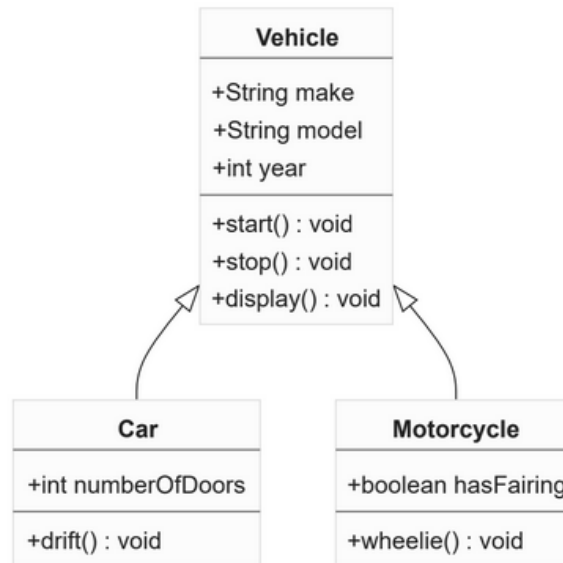 Vehicle
+String make
+String model
+int year
+start() : void
+stop() : void
+display() : void
Car
+int numberOfDoors
+drift() : void
Motorcycle
+boolean hasFairing
+wheelie() : void